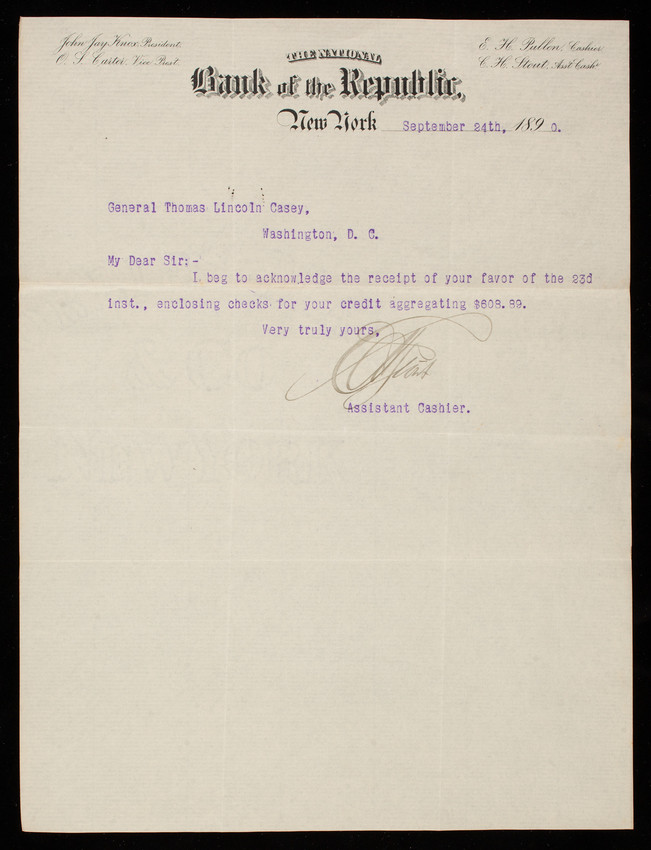 John Jay Knox, President.
O. S. Carter, Vice Prest.
E. H. Pullen, Cashier.
C. H. Stout, Asst. Cashr.
THE NATIONAL
Bank of the Republic,
New York September 24th, 1890.
General Thomas Lincoln Casey,
Washington, D. C.
My Dear Sir:-
I beg to acknowledge the receipt of your favor of the 23d
inst., enclosing checks for your credit aggregating $608.89.
Very truly yours,
C H Stout
Assistant Cashier.